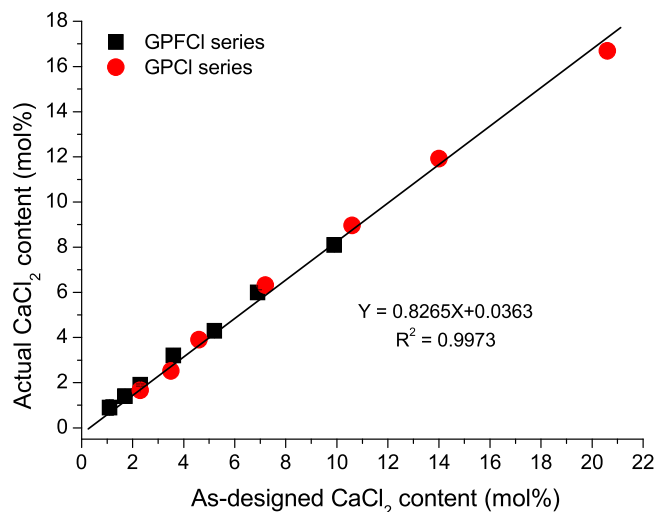 GPFCl series
GPCl series
Actual CaCl2 content (mol%)
18
16
14
12
10
8
6
4
2
0
Y = 0.8265X+0.0363
R2 = 0.9973
0 2 4 6 8 10 12 14 16 18 20 22
As-designed CaCl2 content (mol%)